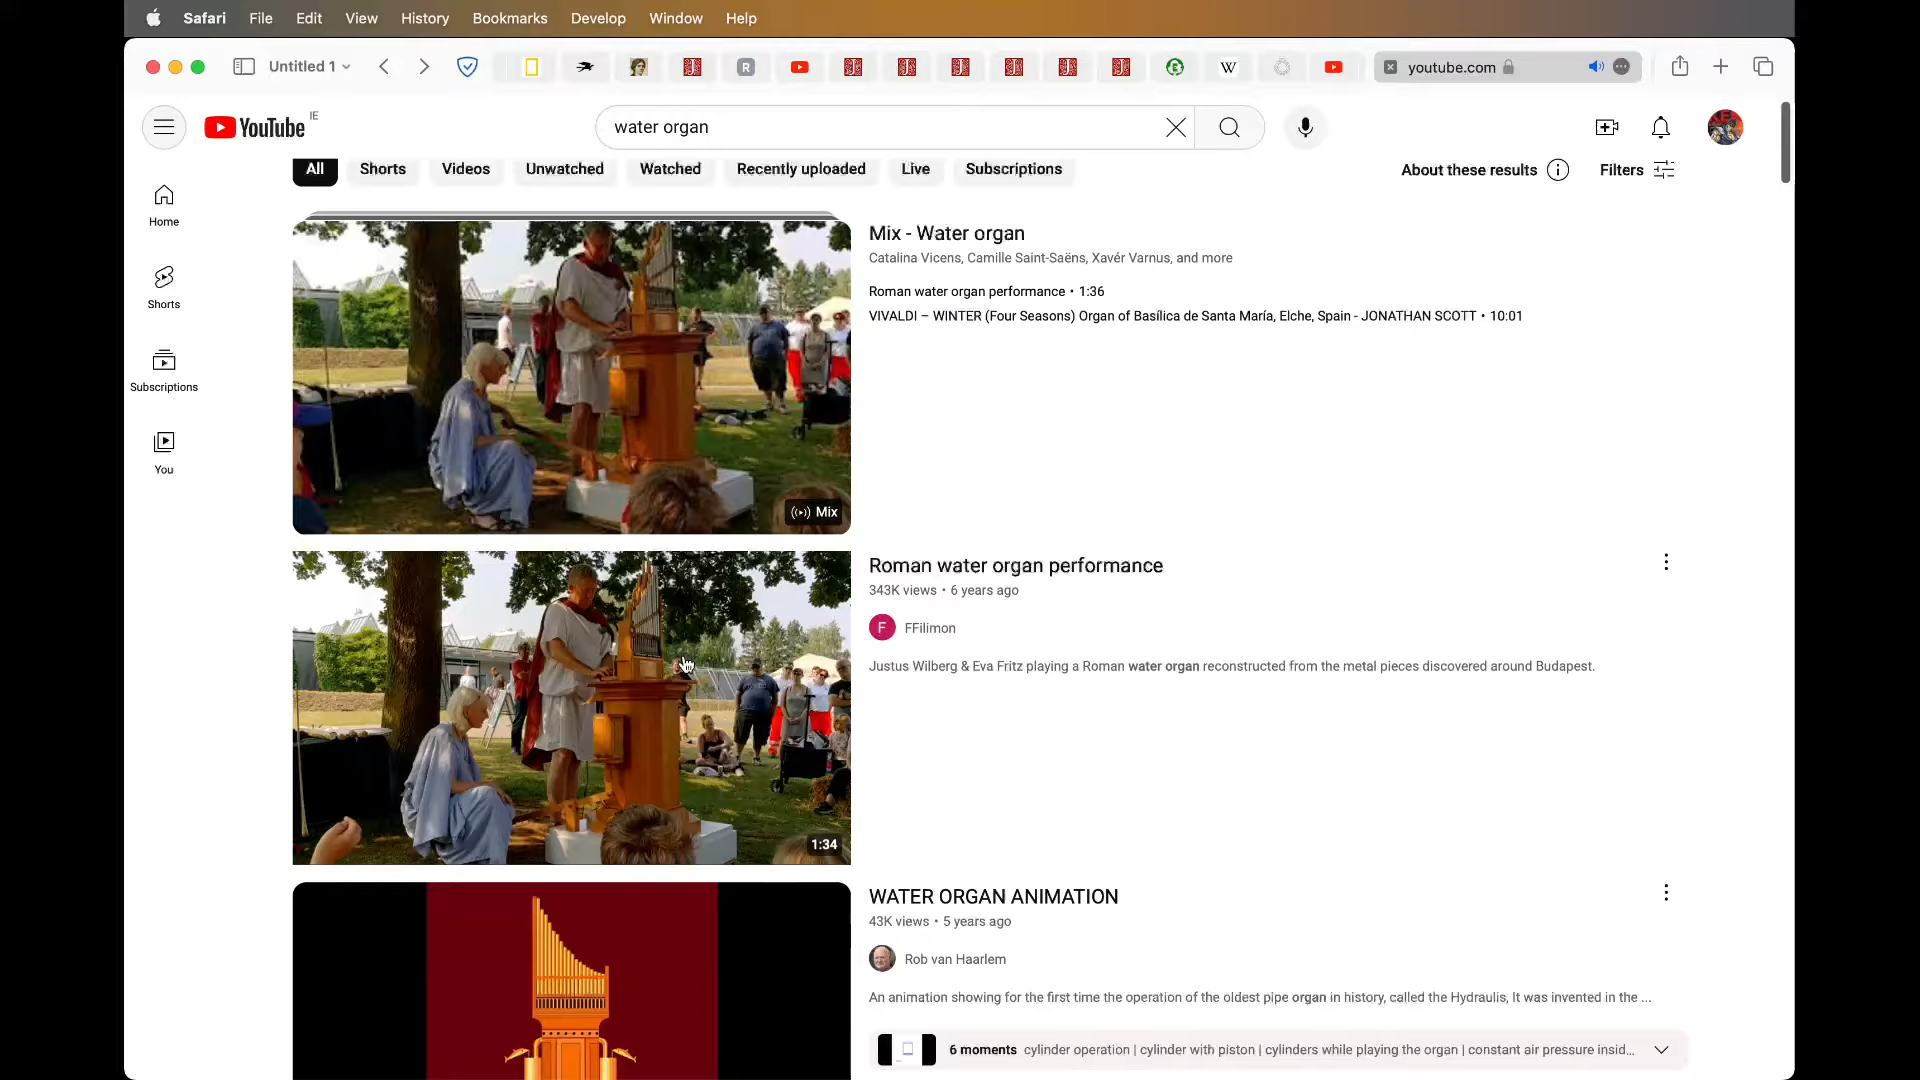 Safari File Edit View History Bookmarks Develop Window Help
Untitled 1
R
W
youtube.com
YouTube IE
water organ
All Shorts Videos Unwatched Watched Recently uploaded Live Subscriptions
About these results Filters
Home
Shorts
Subscriptions
You
Mix
Mix - Water organ
Catalina Vicens, Camille Saint-Saëns, Xavér Varnus, and more
Roman water organ performance • 1:36
VIVALDI – WINTER (Four Seasons) Organ of Basílica de Santa María, Elche, Spain - JONATHAN SCOTT • 10:01
1:34
Roman water organ performance
343K views • 6 years ago
F FFilimon
Justus Wilberg & Eva Fritz playing a Roman water organ reconstructed from the metal pieces discovered around Budapest.
WATER ORGAN ANIMATION
43K views • 5 years ago
Rob van Haarlem
An animation showing for the first time the operation of the oldest pipe organ in history, called the Hydraulis, It was invented in the ...
6 moments cylinder operation | cylinder with piston | cylinders while playing the organ | constant air pressure insid...